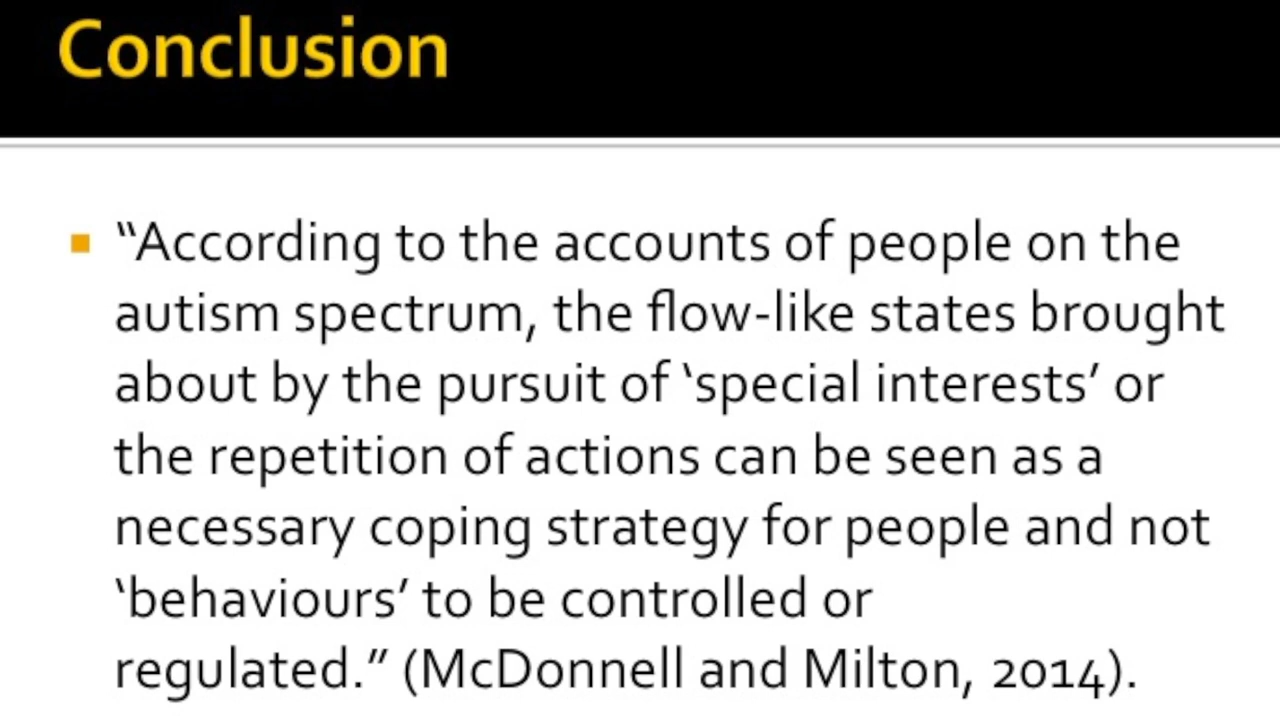 Conclusion
“According to the accounts of people on the
autism spectrum, the flow-like states brought
about by the pursuit of ‘special interests’ or
the repetition of actions can be seen as a
necessary coping strategy for people and not
‘behaviours’ to be controlled or
regulated.” (McDonnell and Milton, 2014).